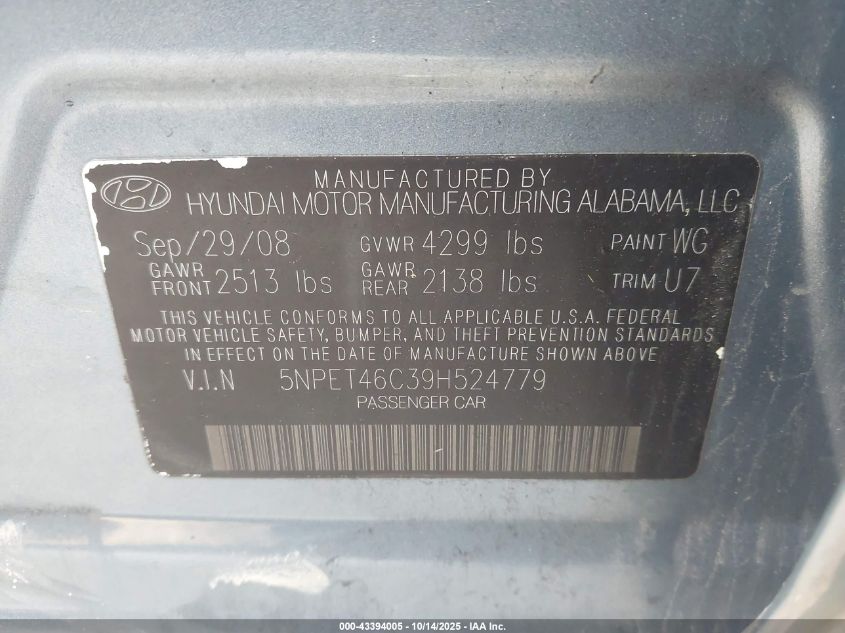 MANUFACTURED BY
HYUNDAI MOTOR MANUFACTURING ALABAMA, LLC
Sep/29/08 GVWR 4299 lbs PAINT WG
GAWR FRONT 2513 lbs GAWR REAR 2138 lbs TRIM U7
THIS VEHICLE CONFORMS TO ALL APPLICABLE U.S.A. FEDERAL
MOTOR VEHICLE SAFETY, BUMPER, AND THEFT PREVENTION STANDARDS
IN EFFECT ON THE DATE OF MANUFACTURE SHOWN ABOVE
V.I.N 5NPET46C39H524779
PASSENGER CAR
000-43394005 - 10/14/2025 - IAA Inc.